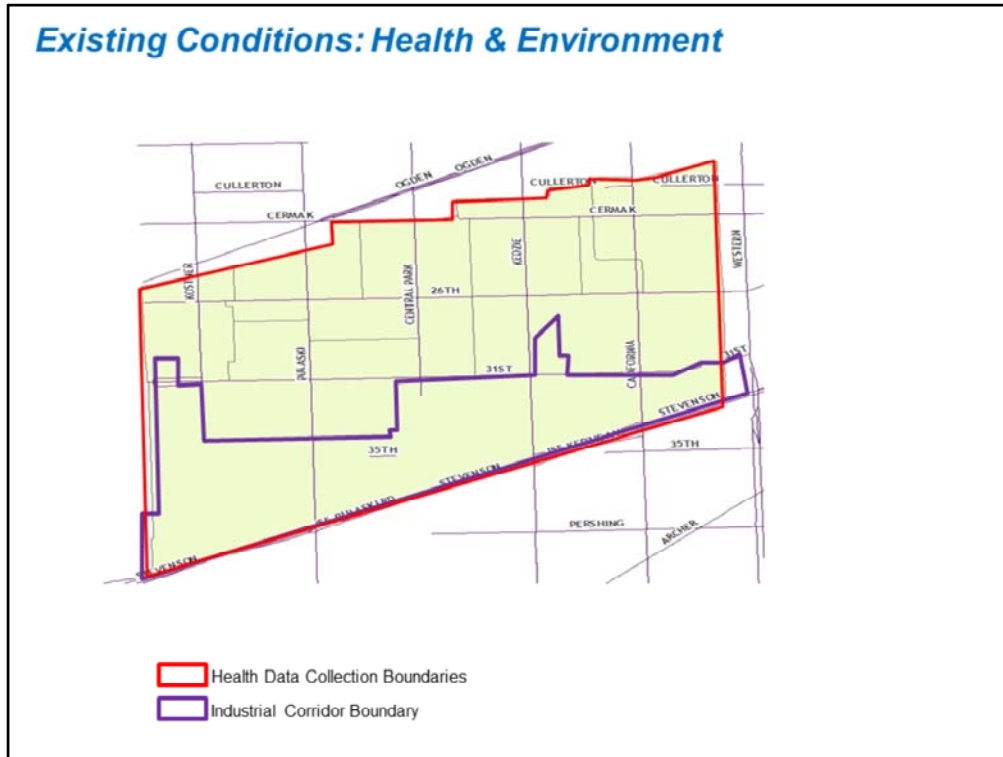 Existing Conditions: Health & Environment
OGDEN
OGDEN
CULLERTON
CULLERTON
CULLERTON
CERMAK
CERMAK
KOSTNER
CENTRAL PARK
KEDZIE
WESTERN
26TH
PULASKI
CALIFORNIA
31ST
31ST
STEVENSON
35TH
35TH
STEVENSON
PERSHING
ARCHER
STEVENSON
Health Data Collection Boundaries
Industrial Corridor Boundary